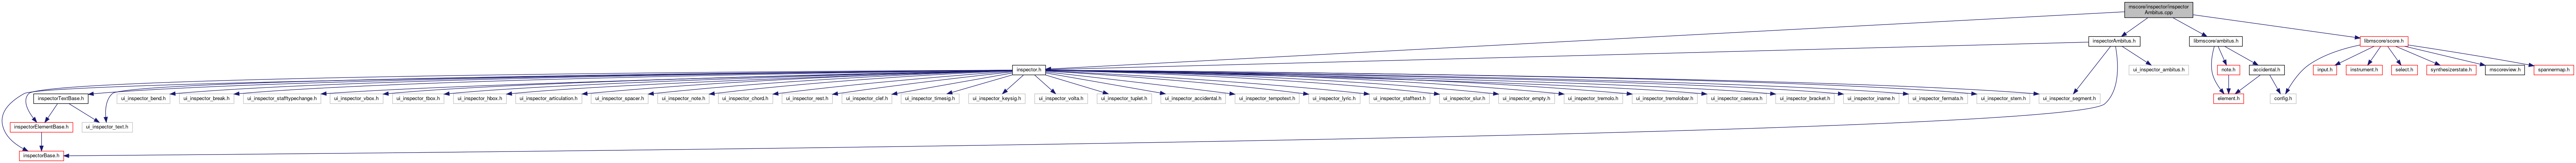 mscore/inspector/inspector
Ambitus.cpp
inspectorAmbitus.h
libmscore/ambitus.h
libmscore/score.h
inspector.h
ui_inspector_ambitus.h
note.h
accidental.h
input.h
instrument.h
select.h
synthesizerstate.h
mscoreview.h
spannermap.h
inspectorTextBase.h
ui_inspector_bend.h
ui_inspector_break.h
ui_inspector_stafftypechange.h
ui_inspector_vbox.h
ui_inspector_tbox.h
ui_inspector_hbox.h
ui_inspector_articulation.h
ui_inspector_spacer.h
ui_inspector_note.h
ui_inspector_chord.h
ui_inspector_rest.h
ui_inspector_clef.h
ui_inspector_timesig.h
ui_inspector_keysig.h
ui_inspector_volta.h
ui_inspector_tuplet.h
ui_inspector_accidental.h
ui_inspector_tempotext.h
ui_inspector_lyric.h
ui_inspector_stafftext.h
ui_inspector_slur.h
ui_inspector_empty.h
ui_inspector_tremolo.h
ui_inspector_tremolobar.h
ui_inspector_caesura.h
ui_inspector_bracket.h
ui_inspector_iname.h
ui_inspector_fermata.h
ui_inspector_stem.h
ui_inspector_segment.h
element.h
config.h
inspectorElementBase.h
ui_inspector_text.h
inspectorBase.h